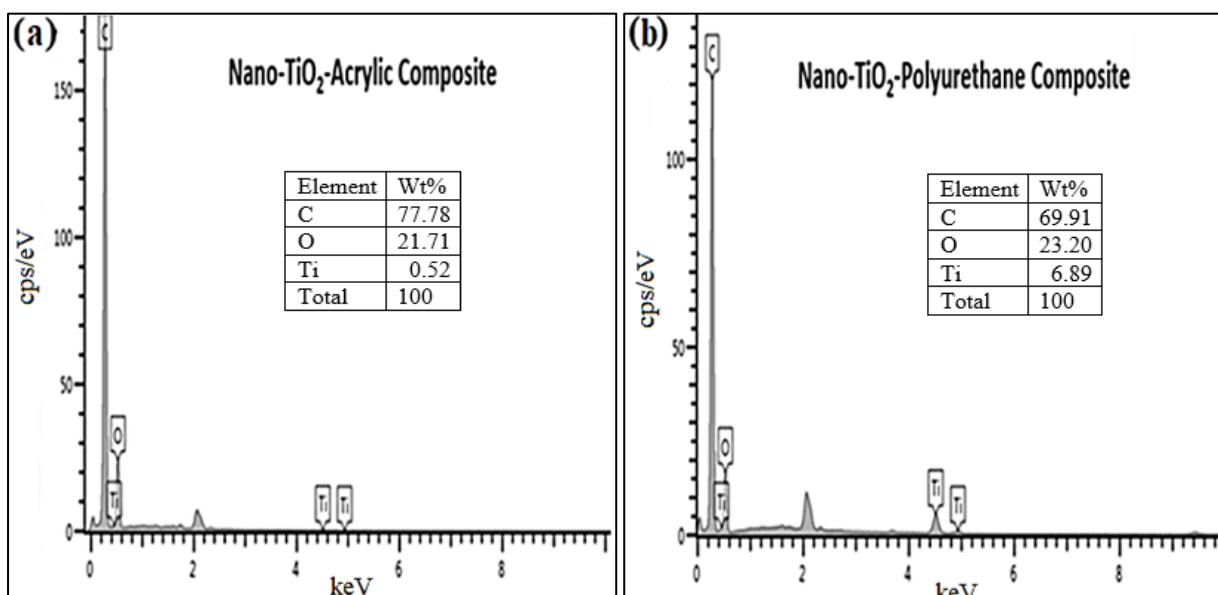 (a)
Nano-TiO₂-Acrylic Composite
C
O
Ti
Ti
Ti
Element Wt%
C 77.78
O 21.71
Ti 0.52
Total 100
cps/eV
150
100
50
0
0 2 4 6 8
keV
(b)
Nano-TiO₂-Polyurethane Composite
C
O
Ti
Ti
Ti
Element Wt%
C 69.91
O 23.20
Ti 6.89
Total 100
cps/eV
100
50
0
0 2 4 6 8
keV